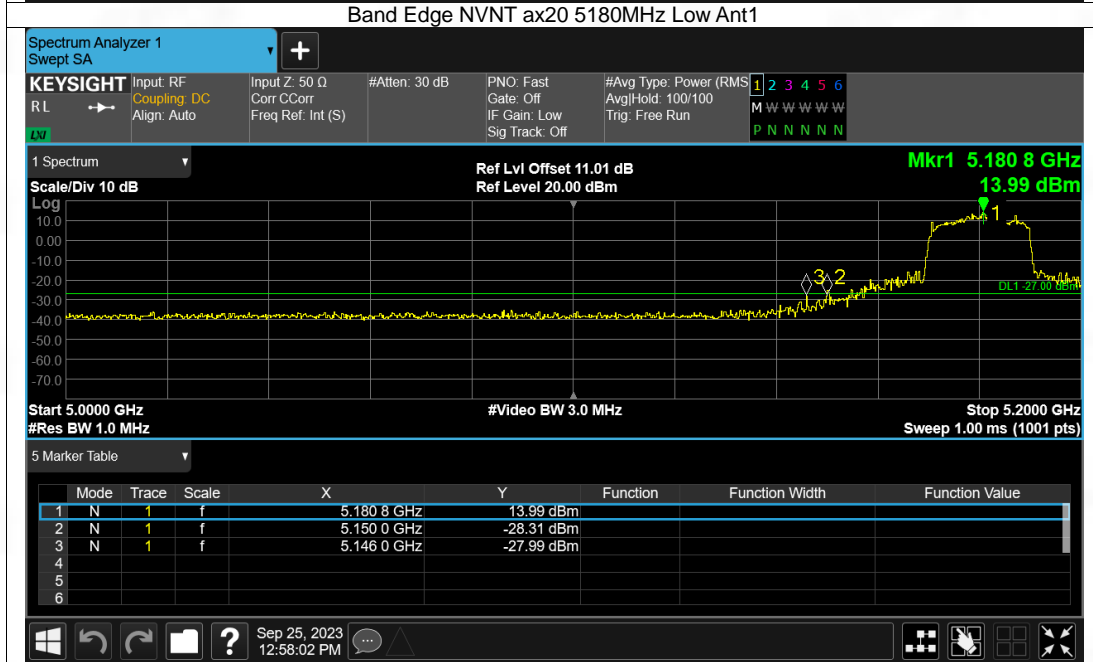 Band Edge NVNT ax20 5180MHz Low Ant1
Spectrum Analyzer 1
Swept SA
+
KEYSIGHT
R L
LXI
Input: RF
Coupling: DC
Align: Auto
Input Z: 50 Ω
Corr CCorr
Freq Ref: Int (S)
#Atten: 30 dB
PNO: Fast
Gate: Off
IF Gain: Low
Sig Track: Off
#Avg Type: Power (RMS
Avg|Hold: 100/100
Trig: Free Run
1 2 3 4 5 6
M W W W W W
P N N N N N
1 Spectrum
Scale/Div 10 dB
Ref Lvl Offset 11.01 dB
Ref Level 20.00 dBm
Mkr1 5.180 8 GHz
13.99 dBm
Log
10.0
0.00
-10.0
-20.0
-30.0
-40.0
-50.0
-60.0
-70.0
1
3 2
DL1 -27.00 dBm
Start 5.0000 GHz
#Video BW 3.0 MHz
Stop 5.2000 GHz
#Res BW 1.0 MHz
Sweep 1.00 ms (1001 pts)
5 Marker Table
Mode Trace Scale X Y Function Function Width Function Value
1 N 1 f 5.180 8 GHz 13.99 dBm
2 N 1 f 5.150 0 GHz -28.31 dBm
3 N 1 f 5.146 0 GHz -27.99 dBm
4
5
6
?
Sep 25, 2023
12:58:02 PM